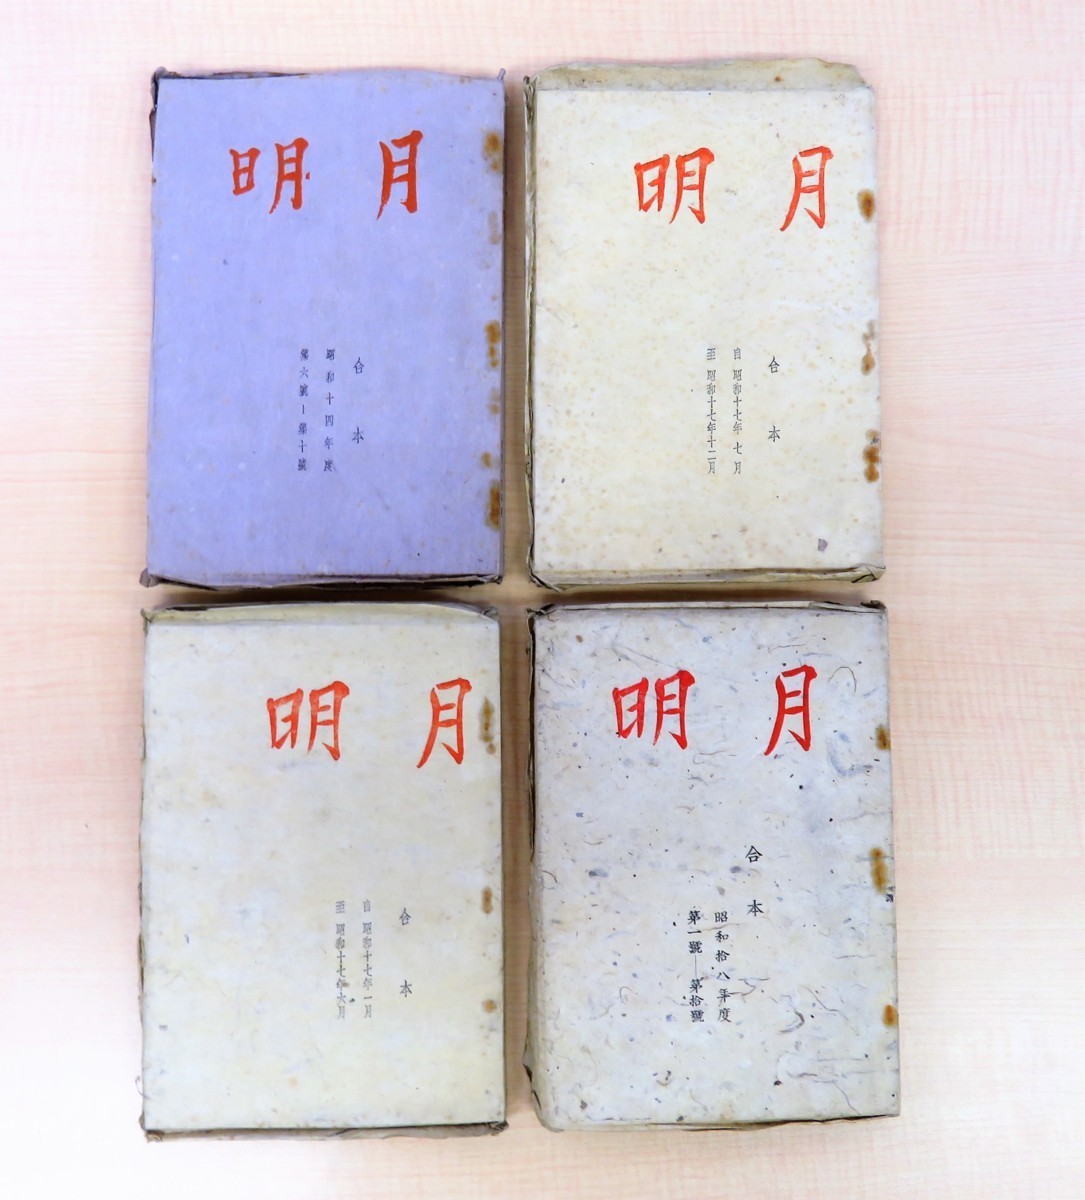 月明
合本
昭和十四年度
第六號—第十號
月明
合本
自 昭和十七年七月
至 昭和十七年十二月
月明
合本
自 昭和十七年一月
至 昭和十七年六月
月明
合本
昭和拾八年度
第一號—第拾號